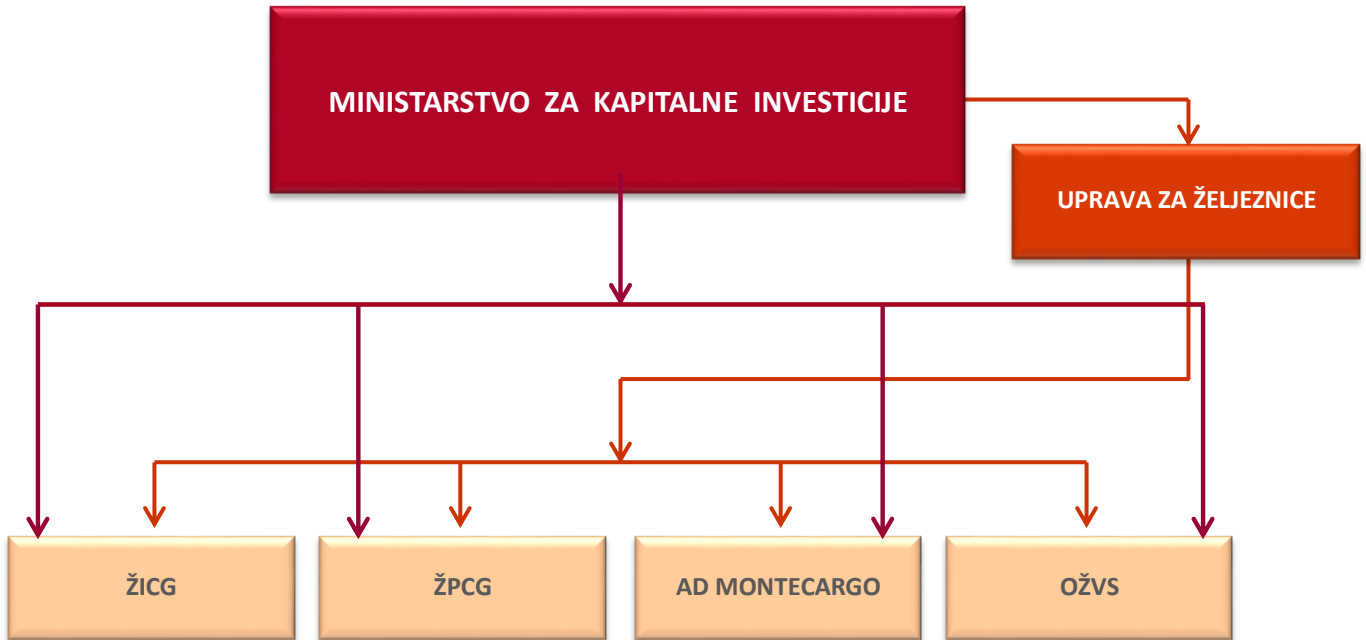 MINISTARSTVO ZA KAPITALNE INVESTICIJE
UPRAVA ZA ŽELJEZNICE
ŽICG
ŽPCG
AD MONTECARGO
OŽVS